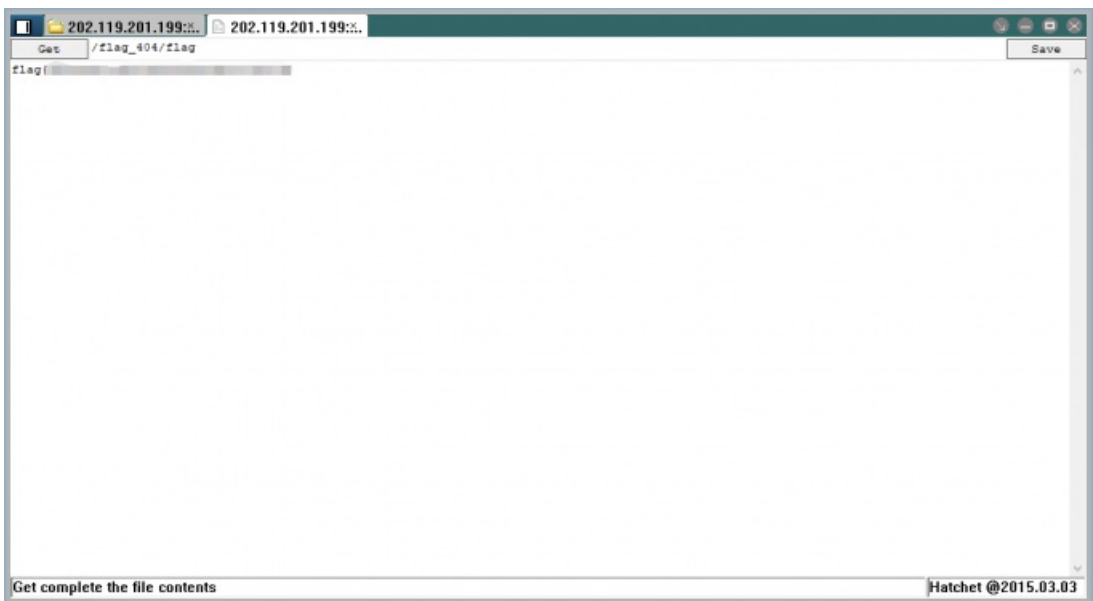 202.119.201.199:::.. 202.119.201.199:::..
Get /flag_404/flag Save
flag{
Get complete the file contents Hatchet @2015.03.03